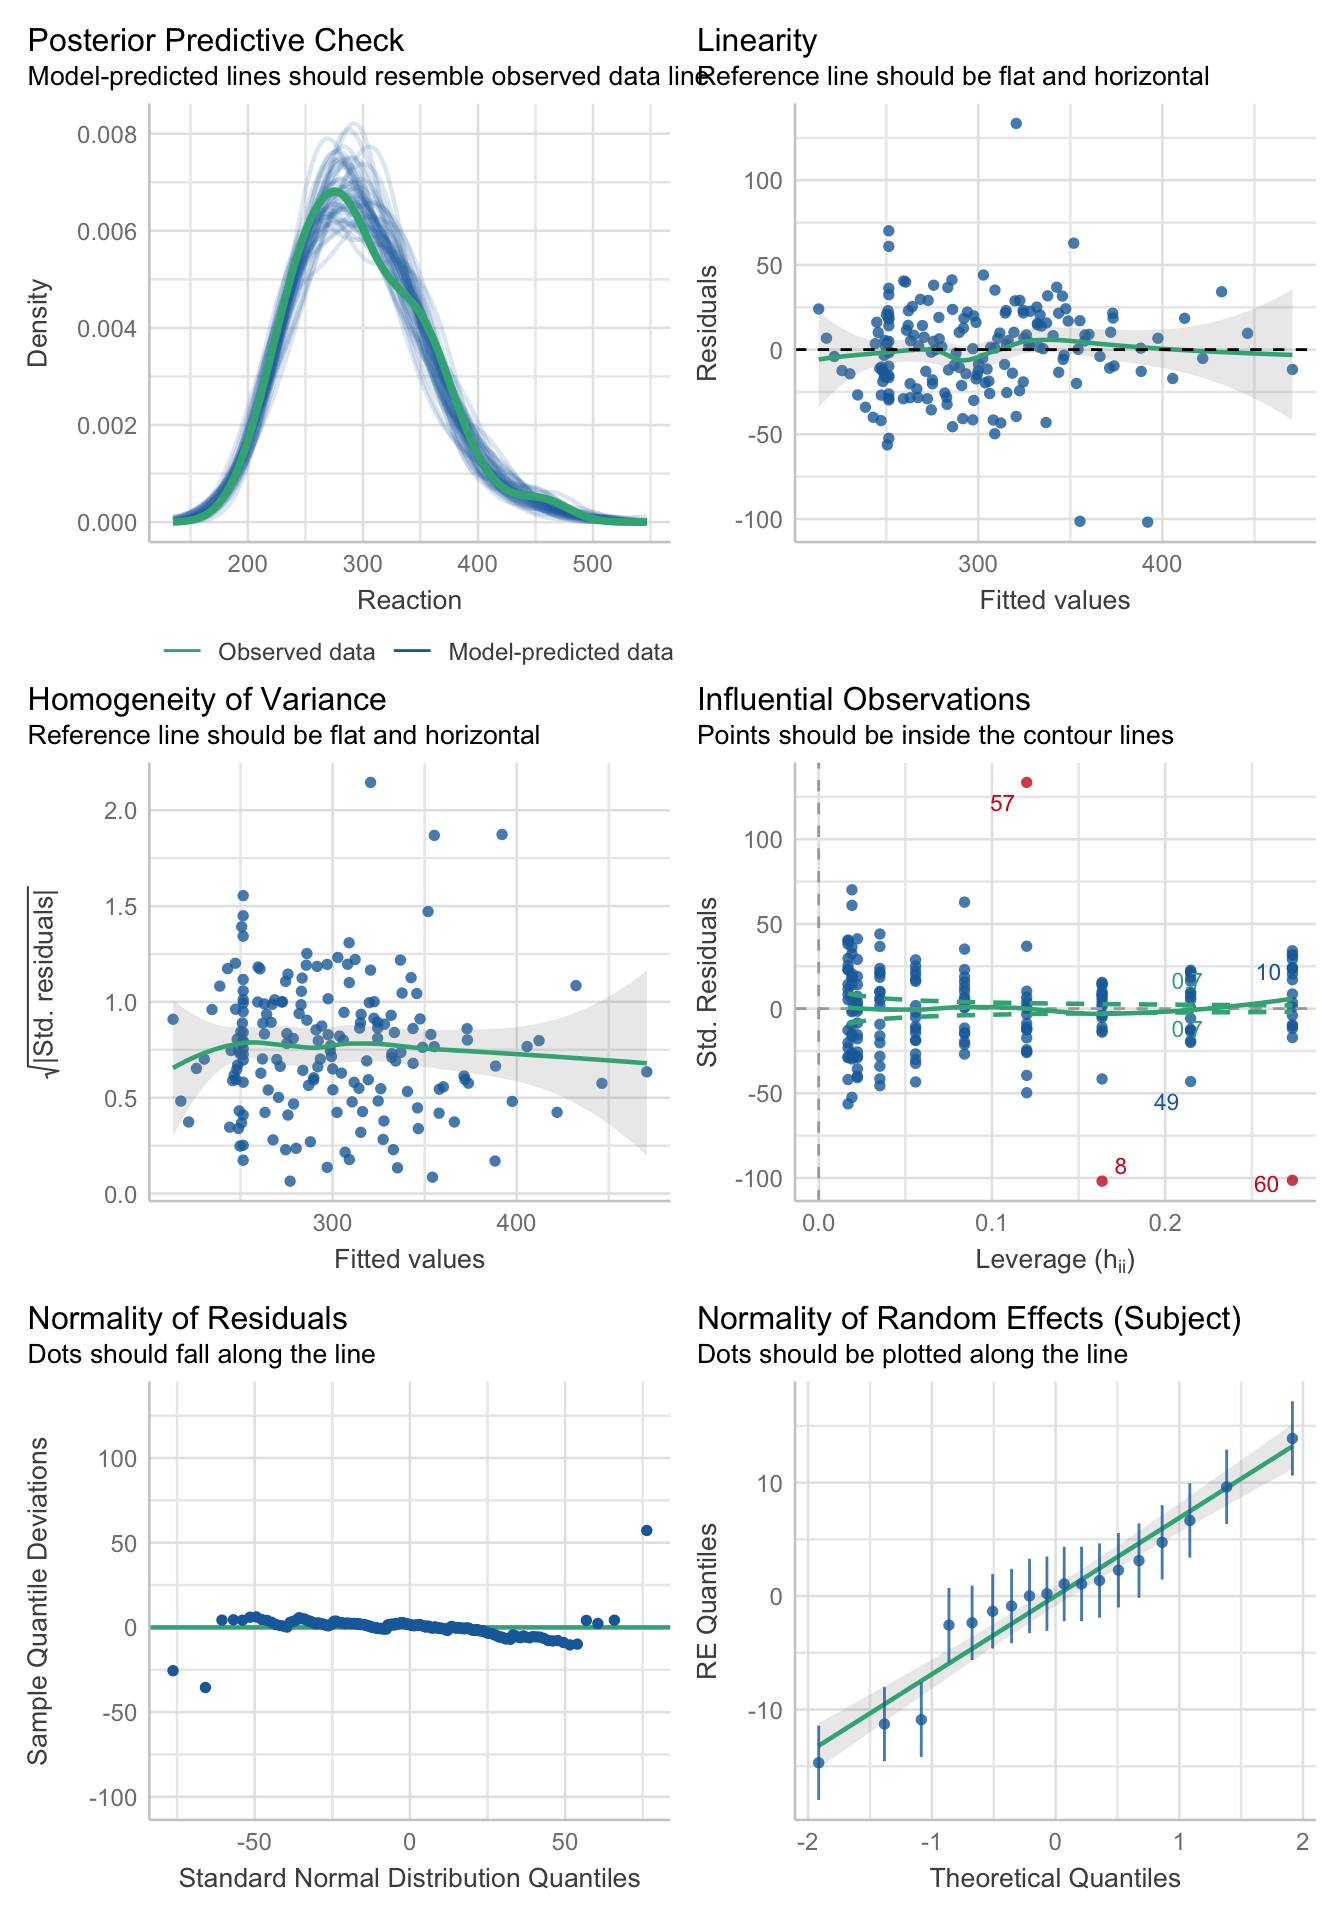 Posterior Predictive Check
Model-predicted lines should resemble observed data line
0.008
0.006
0.004
0.002
0.000
Density
200 300 400 500
Reaction
Observed data Model-predicted data
Linearity
Reference line should be flat and horizontal
100
50
0
-50
-100
Residuals
300 400
Fitted values
Homogeneity of Variance
Reference line should be flat and horizontal
2.0
1.5
1.0
0.5
0.0
√|Std. residuals|
300 400
Fitted values
Influential Observations
Points should be inside the contour lines
100
50
0
-50
-100
Std. Residuals
57
0.7
10
0.7
49
8
60
0.0 0.1 0.2
Leverage (hii)
Normality of Residuals
Dots should fall along the line
100
50
0
-50
-100
Sample Quantile Deviations
-50 0 50
Standard Normal Distribution Quantiles
Normality of Random Effects (Subject)
Dots should be plotted along the line
10
0
-10
RE Quantiles
-2 -1 0 1 2
Theoretical Quantiles